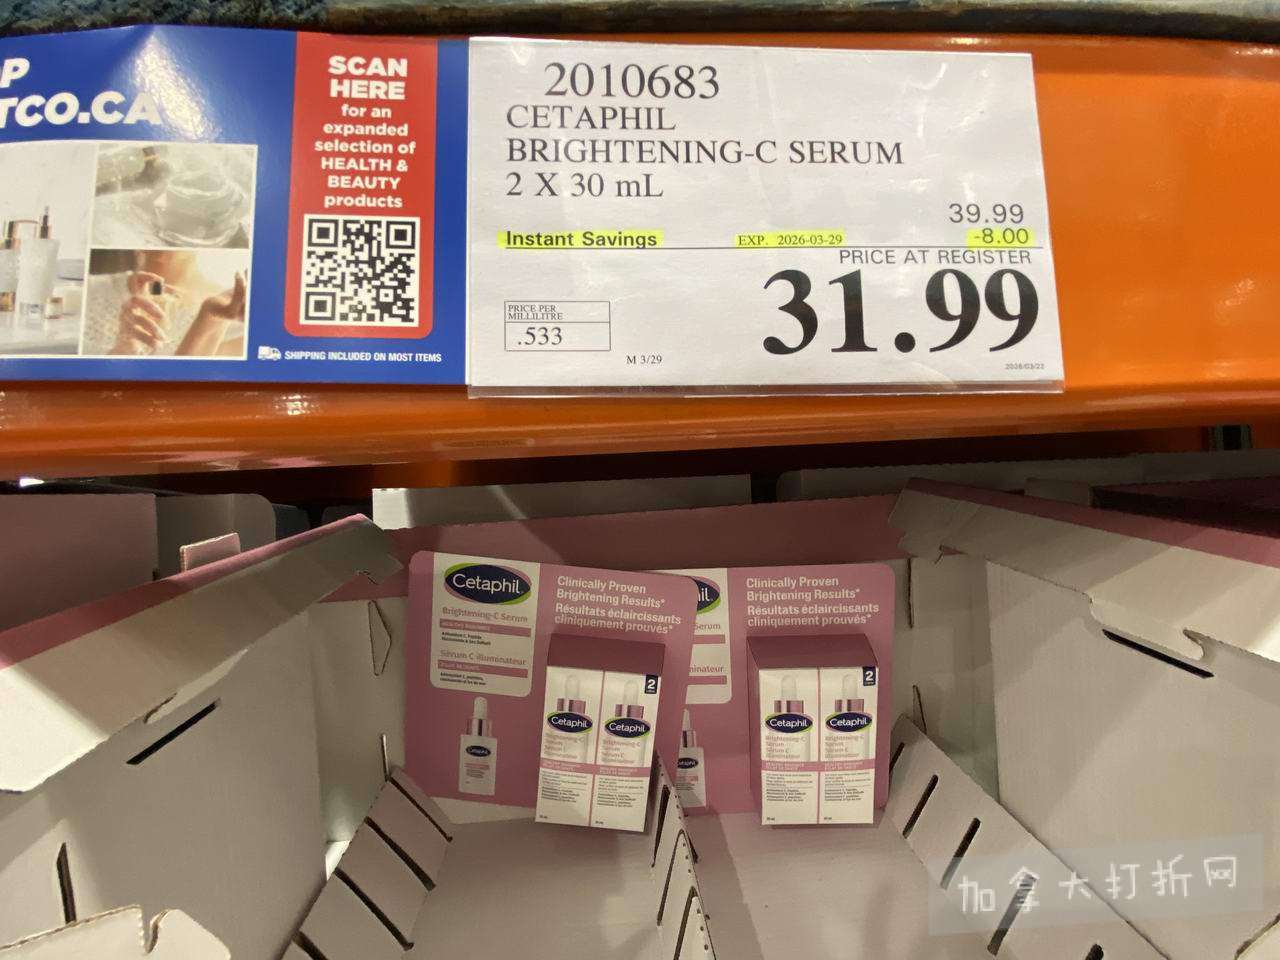 P
TCO.CA
SCAN
HERE
for an
expanded
selection of
HEALTH &
BEAUTY
products
SHIPPING INCLUDED ON MOST ITEMS
2010683
CETAPHIL
BRIGHTENING-C SERUM
2 X 30 mL
39.99
Instant Savings EXP. 2026-03-29 -8.00
PRICE AT REGISTER
31.99
PRICE PER
MILLILITRE
.533
M 3/29
Cetaphil
Brightening-C Serum
Sérum C illuminateur
Clinically Proven
Brightening Results*
Résultats éclaircissants
cliniquement prouvés*
2
Cetaphil
Cetaphil
Cetaphil
il
Serum
minateur
Clinically Proven
Brightening Results*
Résultats éclaircissants
cliniquement prouvés*
2
Cetaphil
Cetaphil
加拿大打折网